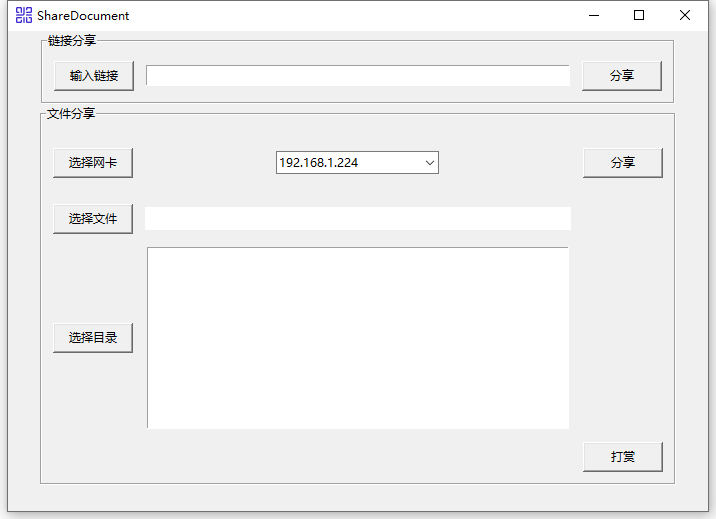 ShareDocument
链接分享
输入链接
分享
文件分享
选择网卡
192.168.1.224
分享
选择文件
选择目录
打赏